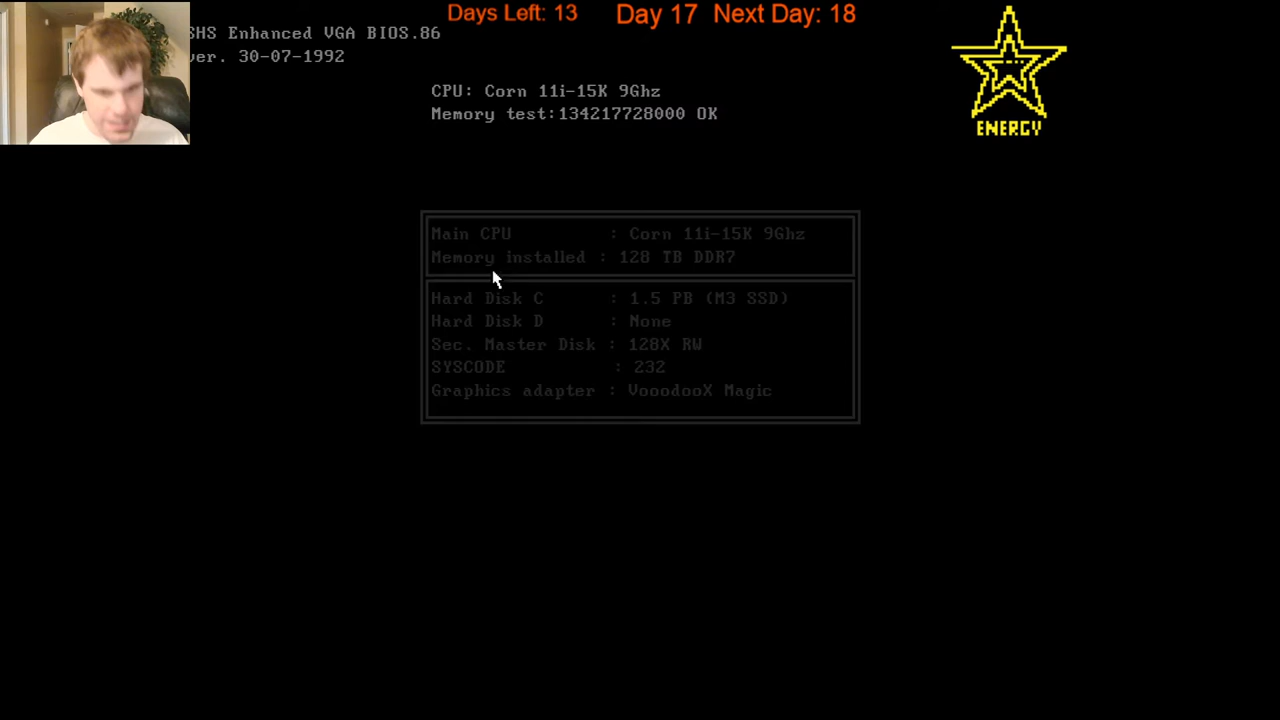 Days Left: 13 Day 17 Next Day: 18
SHS Enhanced VGA BIOS.86
ver. 30-07-1992
CPU: Corn 11i-15K 9Ghz
Memory test:134217728000 OK
ENERGY
Main CPU : Corn 11i-15K 9Ghz
Memory installed : 128 TB DDR7
Hard Disk C : 1.5 PB (M3 SSD)
Hard Disk D : None
Sec. Master Disk : 128X RW
SYSCODE : 232
Graphics adapter : VooodooX Magic